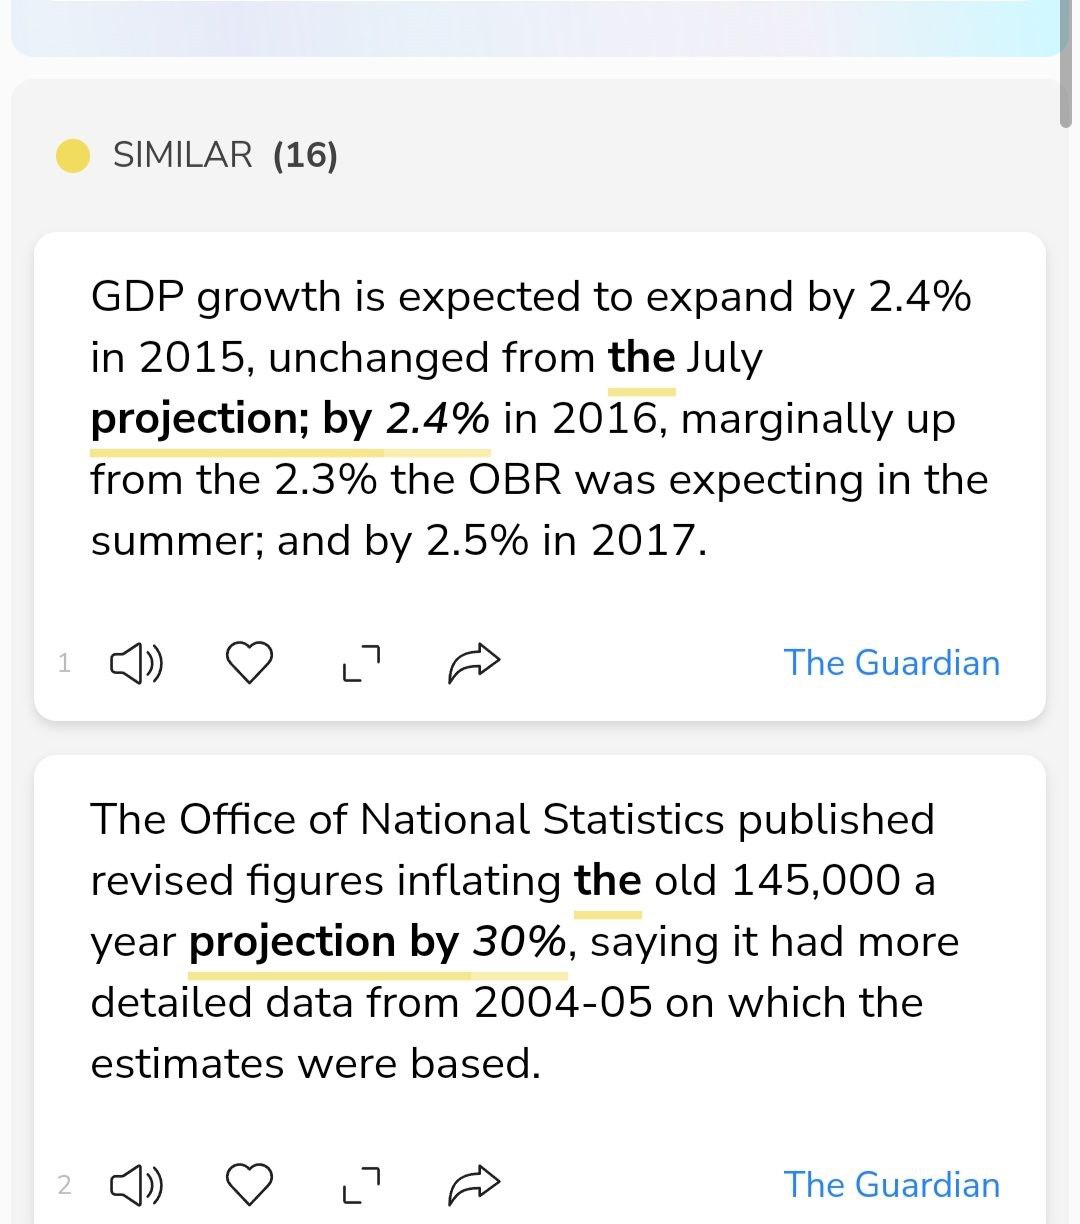 SIMILAR (16)
GDP growth is expected to expand by 2.4%
in 2015, unchanged from the July
projection; by 2.4% in 2016, marginally up
from the 2.3% the OBR was expecting in the
summer; and by 2.5% in 2017.
1 The Guardian
The Office of National Statistics published
revised figures inflating the old 145,000 a
year projection by 30%, saying it had more
detailed data from 2004-05 on which the
estimates were based.
2 The Guardian